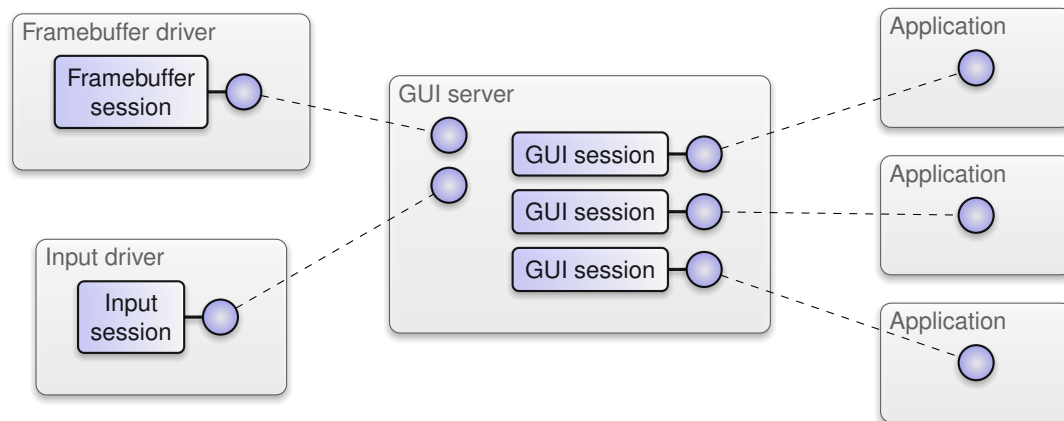 Framebuffer driver
Framebuffer
session
Input driver
Input
session
GUI server
GUI session
GUI session
GUI session
Application
Application
Application